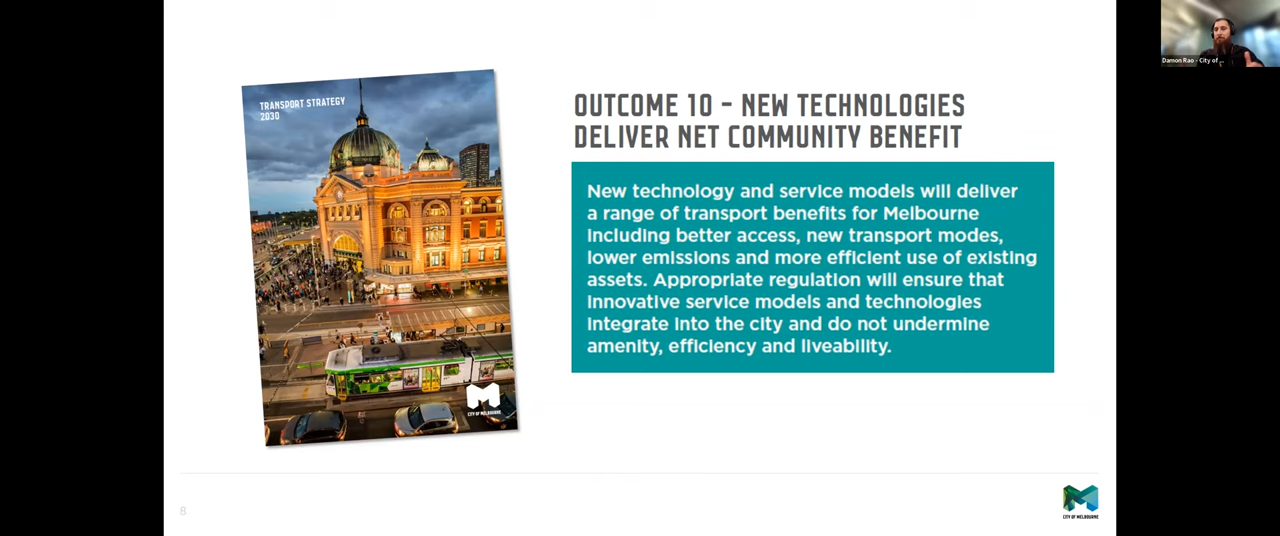 Damon Rao - City of ...
TRANSPORT STRATEGY
2030
CITY OF MELBOURNE
OUTCOME 10 - NEW TECHNOLOGIES
DELIVER NET COMMUNITY BENEFIT
New technology and service models will deliver
a range of transport benefits for Melbourne
including better access, new transport modes,
lower emissions and more efficient use of existing
assets. Appropriate regulation will ensure that
innovative service models and technologies
integrate into the city and do not undermine
amenity, efficiency and liveability.
8
CITY OF MELBOURNE